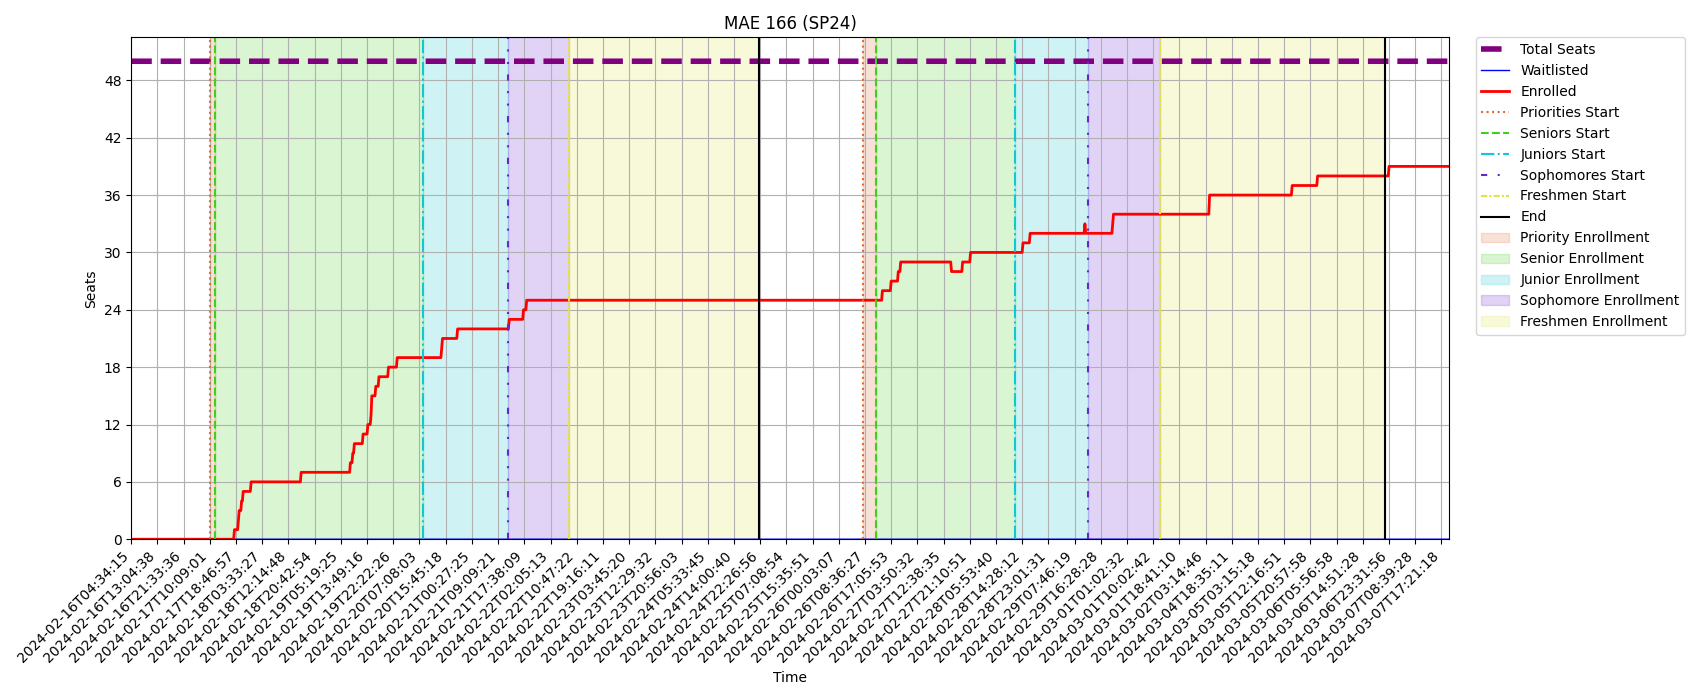 MAE 166 (SP24)
Seats
48
42
36
30
24
18
12
6
0
2024-02-16T04:34:15
2024-02-16T13:04:38
2024-02-16T21:33:36
2024-02-17T10:09:01
2024-02-17T18:46:57
2024-02-18T03:33:27
2024-02-18T12:14:48
2024-02-18T20:42:54
2024-02-19T05:19:25
2024-02-19T13:49:16
2024-02-19T22:22:26
2024-02-20T07:08:03
2024-02-20T15:45:18
2024-02-21T00:27:25
2024-02-21T09:09:21
2024-02-21T17:38:09
2024-02-22T02:05:13
2024-02-22T10:47:22
2024-02-22T19:16:11
2024-02-23T03:45:20
2024-02-23T12:29:32
2024-02-23T20:56:03
2024-02-24T05:33:45
2024-02-24T14:00:40
2024-02-24T22:26:56
2024-02-25T07:08:54
2024-02-25T15:35:51
2024-02-26T00:03:07
2024-02-26T08:36:27
2024-02-26T17:05:53
2024-02-27T03:50:32
2024-02-27T12:38:35
2024-02-27T21:10:51
2024-02-28T05:53:40
2024-02-28T14:28:12
2024-02-28T23:01:31
2024-02-29T07:46:19
2024-02-29T16:28:28
2024-03-01T01:02:32
2024-03-01T10:02:42
2024-03-01T18:41:10
2024-03-02T03:14:46
2024-03-04T18:35:11
2024-03-05T03:15:18
2024-03-05T12:16:51
2024-03-05T20:57:58
2024-03-06T05:56:58
2024-03-06T14:51:28
2024-03-06T23:31:56
2024-03-07T08:39:28
2024-03-07T17:21:18
Time
Total Seats
Waitlisted
Enrolled
Priorities Start
Seniors Start
Juniors Start
Sophomores Start
Freshmen Start
End
Priority Enrollment
Senior Enrollment
Junior Enrollment
Sophomore Enrollment
Freshmen Enrollment